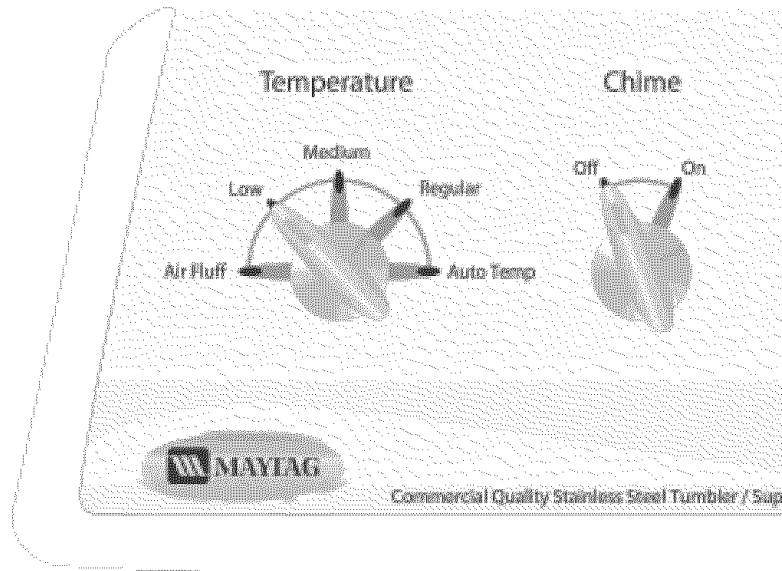 Temperature
Chime
Medium
Off
On
Low
Regular
Air Fluff
Auto Temp
MAYTAG
Commercial Quality Stainless Steel Tumbler / Sup